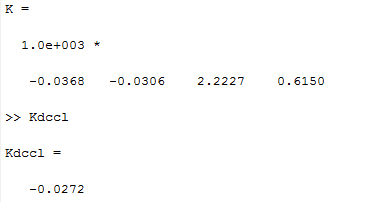 K =
1.0e+003 *
-0.0368 -0.0306 2.2227 0.6150
>> Kdccl
Kdccl =
-0.0272